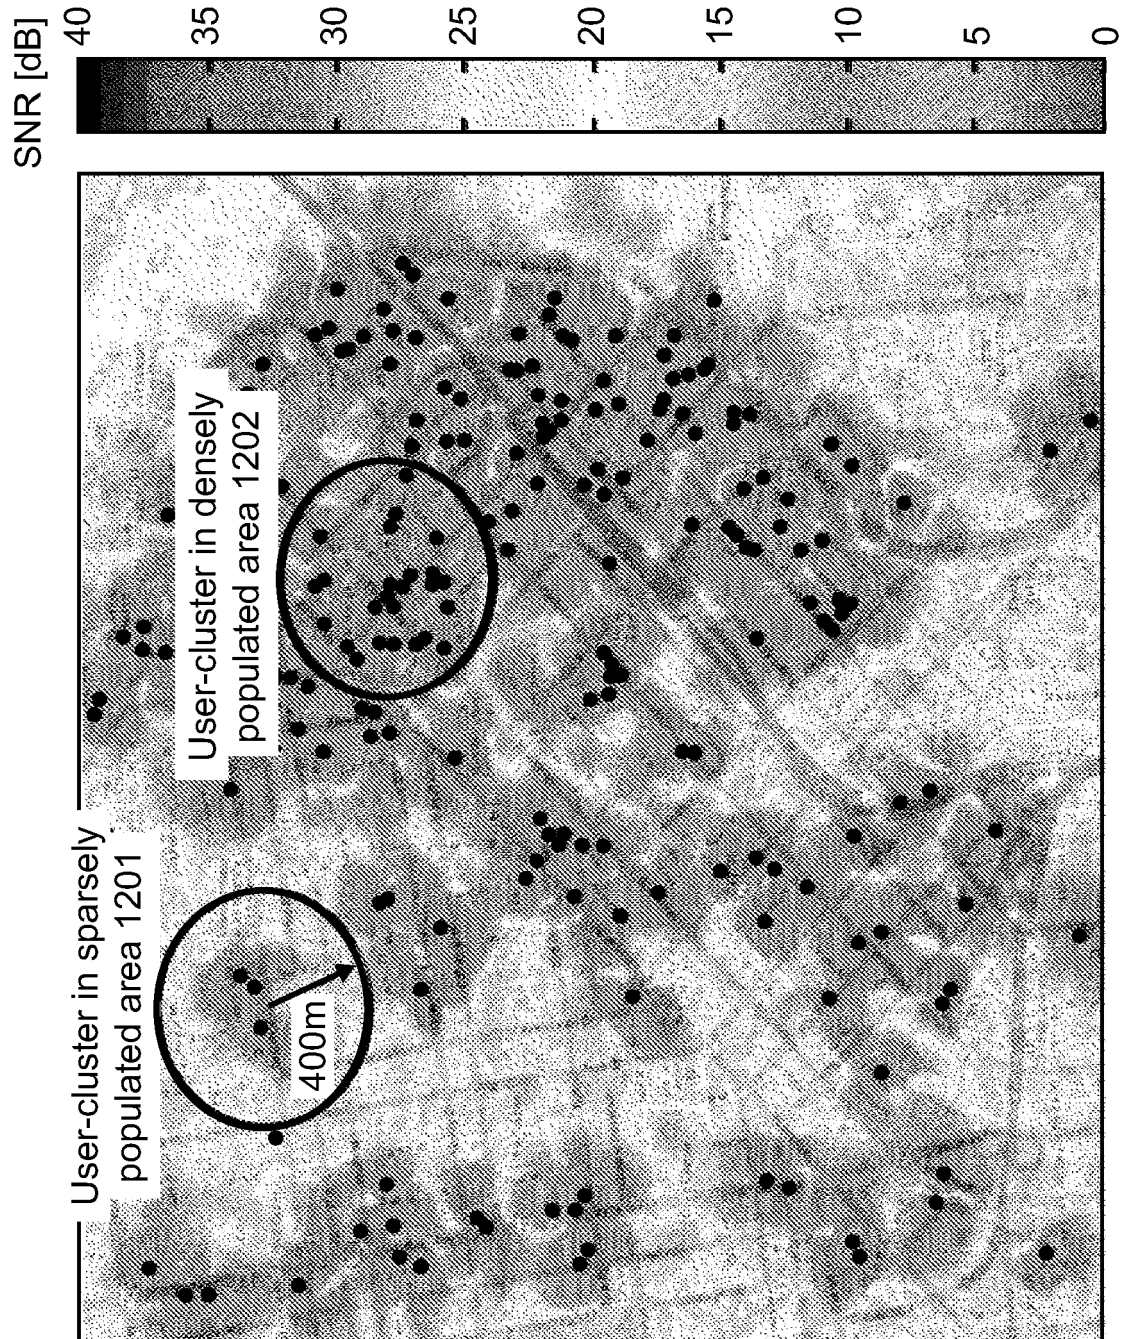 SNR [dB]
40
35
30
25
20
15
10
5
0
User-cluster in densely
populated area 1202
User-cluster in sparsely
populated area 1201
400m